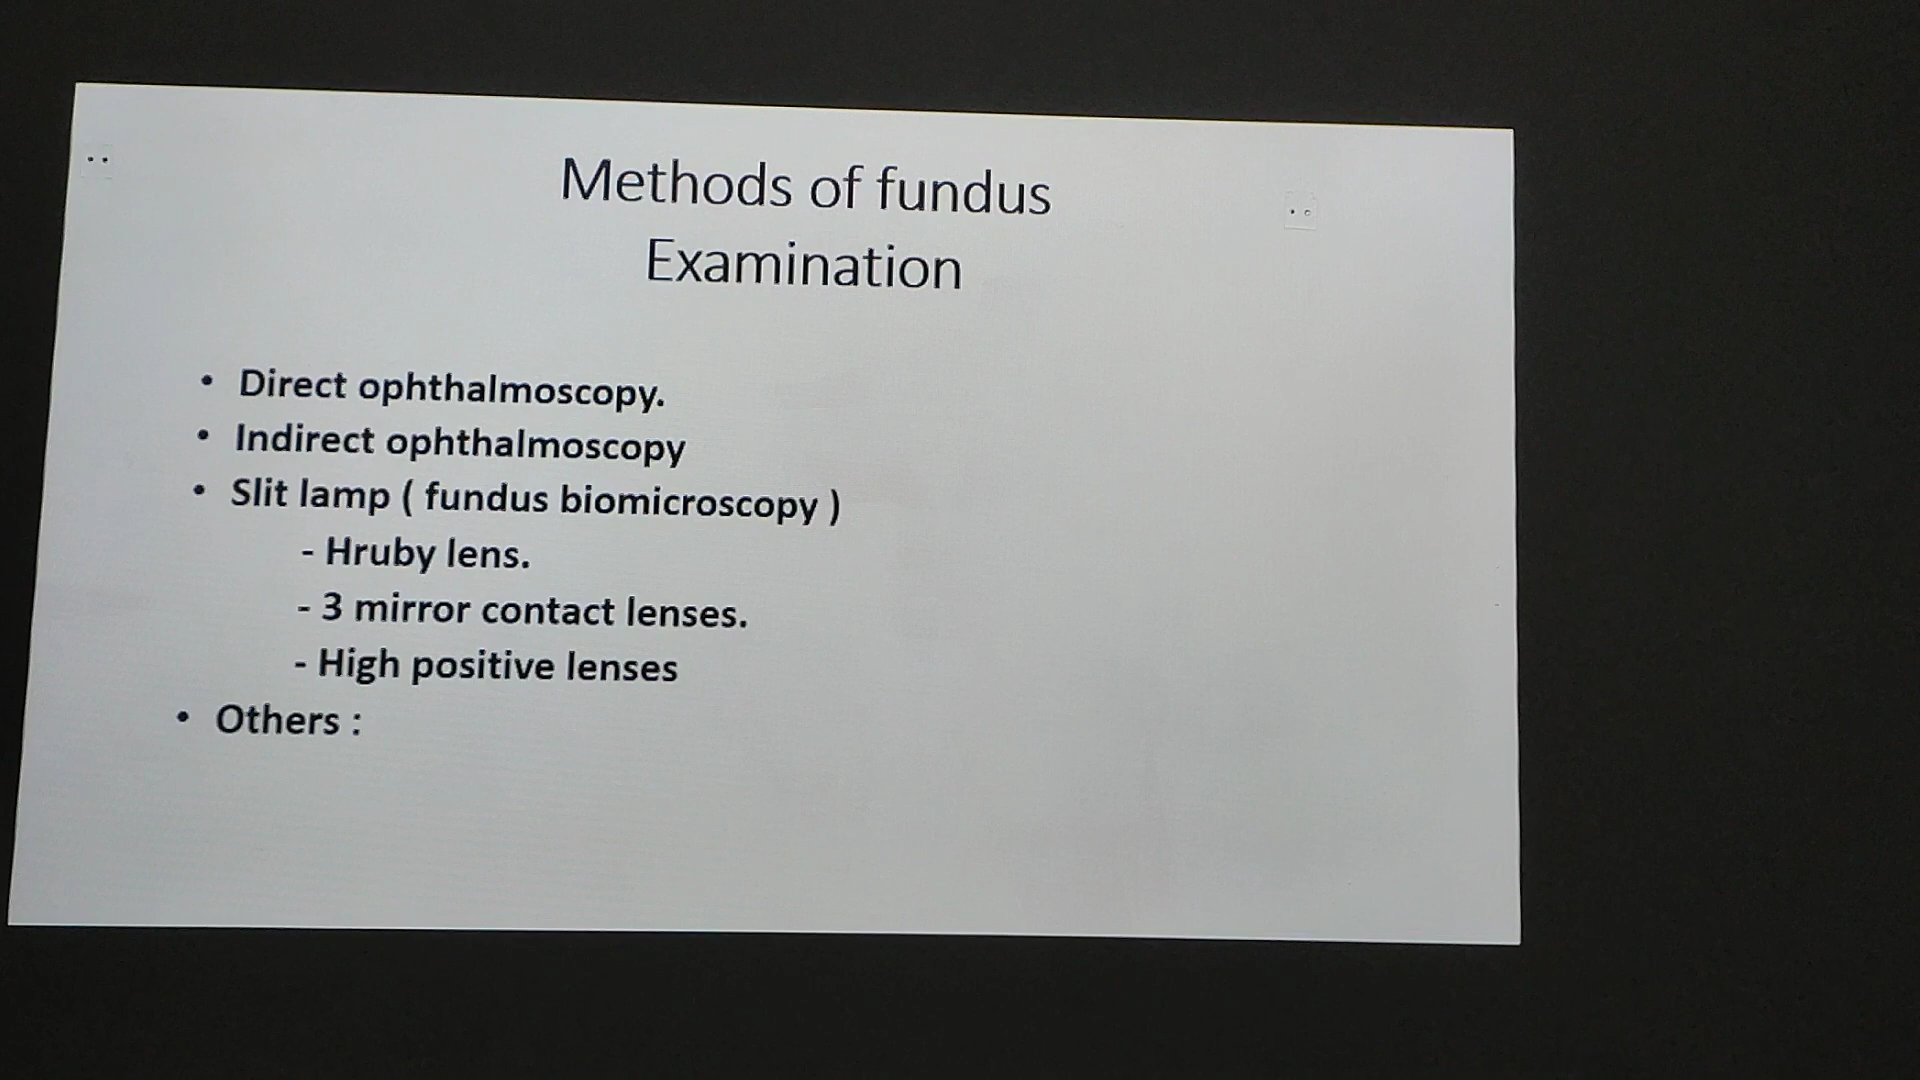 Methods of fundus
Examination
• Direct ophthalmoscopy.
• Indirect ophthalmoscopy
• Slit lamp ( fundus biomicroscopy )
- Hruby lens.
- 3 mirror contact lenses.
- High positive lenses
• Others :